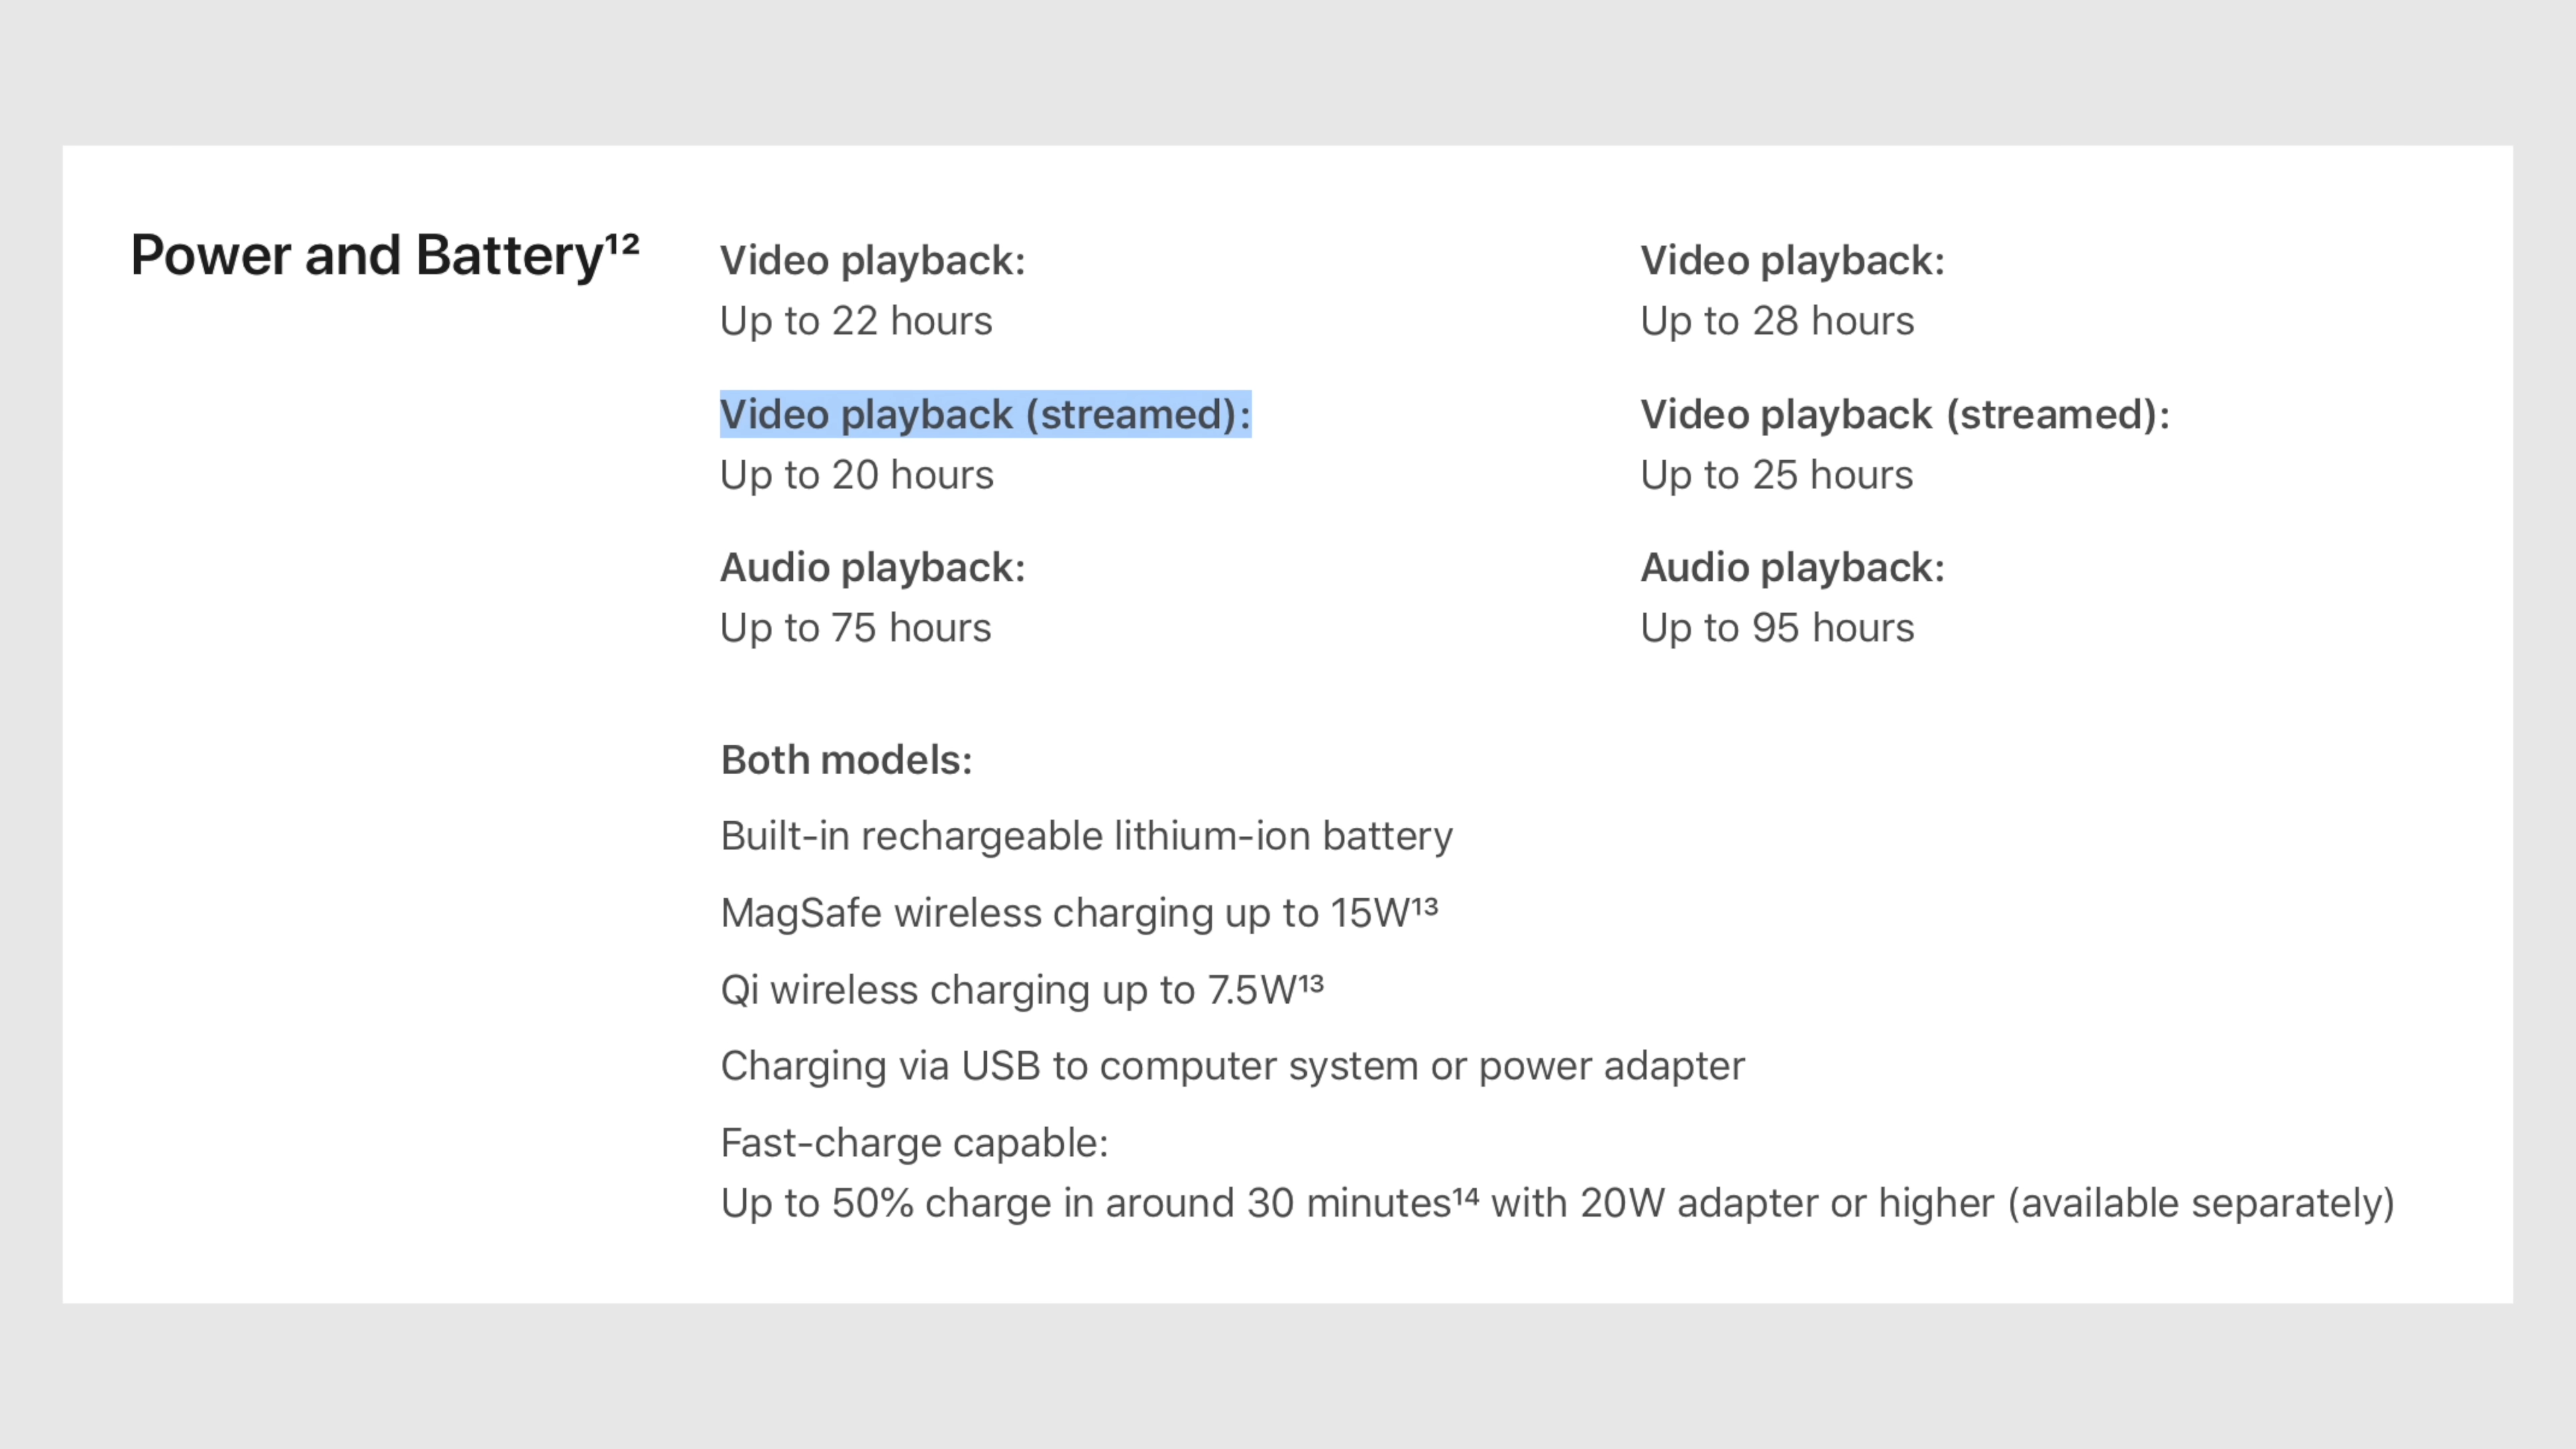 Power and Battery¹²
Video playback:
Up to 22 hours
Video playback (streamed):
Up to 20 hours
Audio playback:
Up to 75 hours
Video playback:
Up to 28 hours
Video playback (streamed):
Up to 25 hours
Audio playback:
Up to 95 hours
Both models:
Built-in rechargeable lithium-ion battery
MagSafe wireless charging up to 15W¹³
Qi wireless charging up to 7.5W¹³
Charging via USB to computer system or power adapter
Fast-charge capable:
Up to 50% charge in around 30 minutes¹⁴ with 20W adapter or higher (available separately)